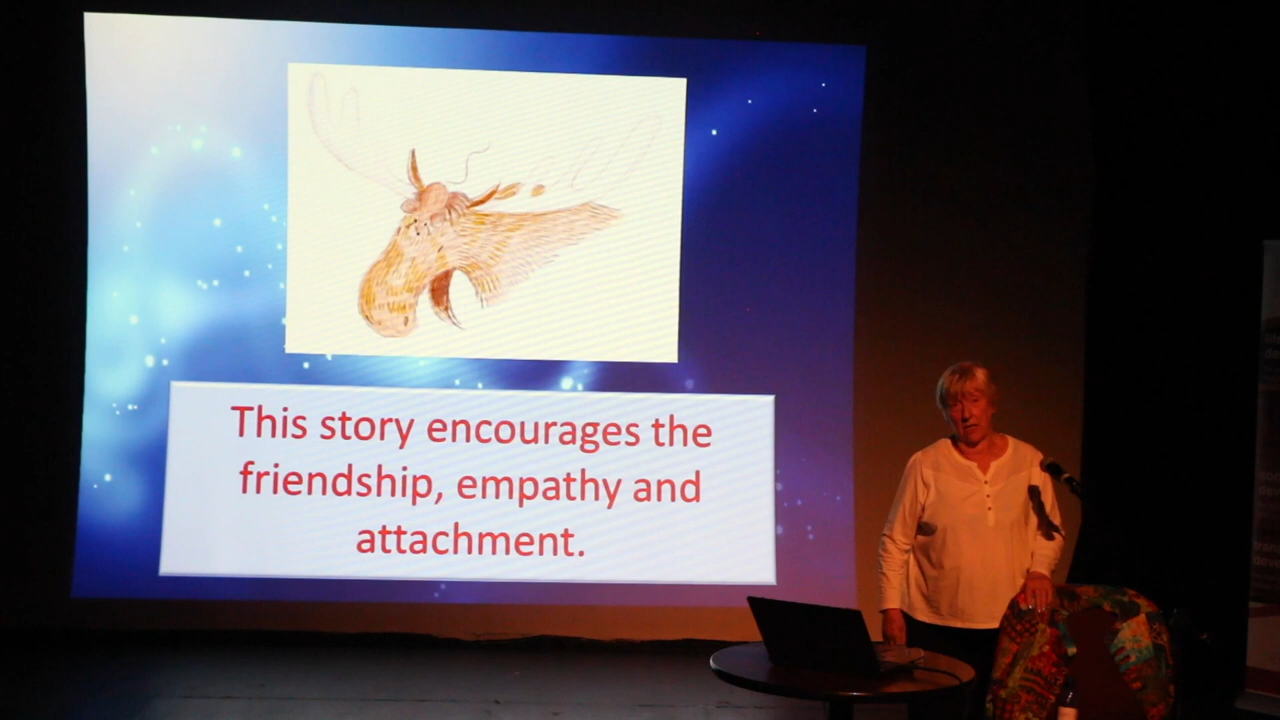 This story encourages the
friendship, empathy and
attachment.